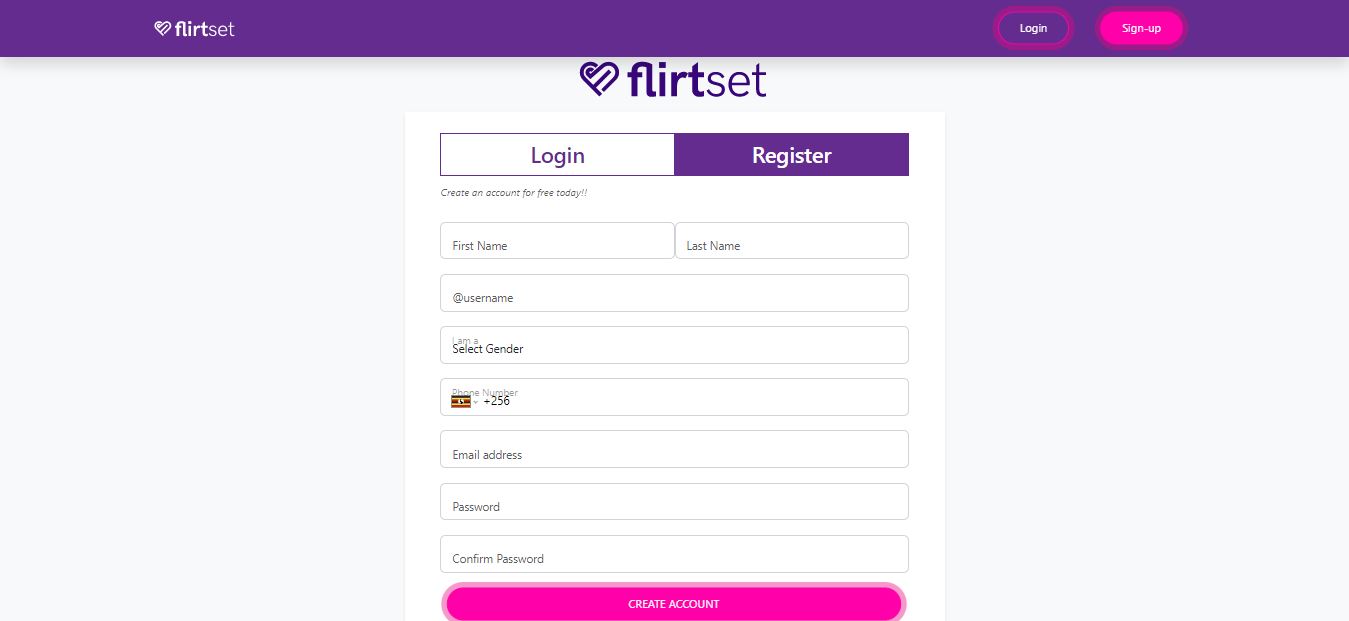 flirtset
Login
Sign-up
flirtset
Login
Register
Create an account for free today!!
First Name
Last Name
@username
I am a
Select Gender
Phone Number
+256
Email address
Password
Confirm Password
CREATE ACCOUNT